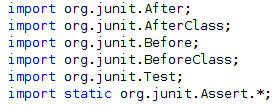 import org.junit.After;
import org.junit.AfterClass;
import org.junit.Before;
import org.junit.BeforeClass;
import org.junit.Test;
import static org.junit.Assert.*;